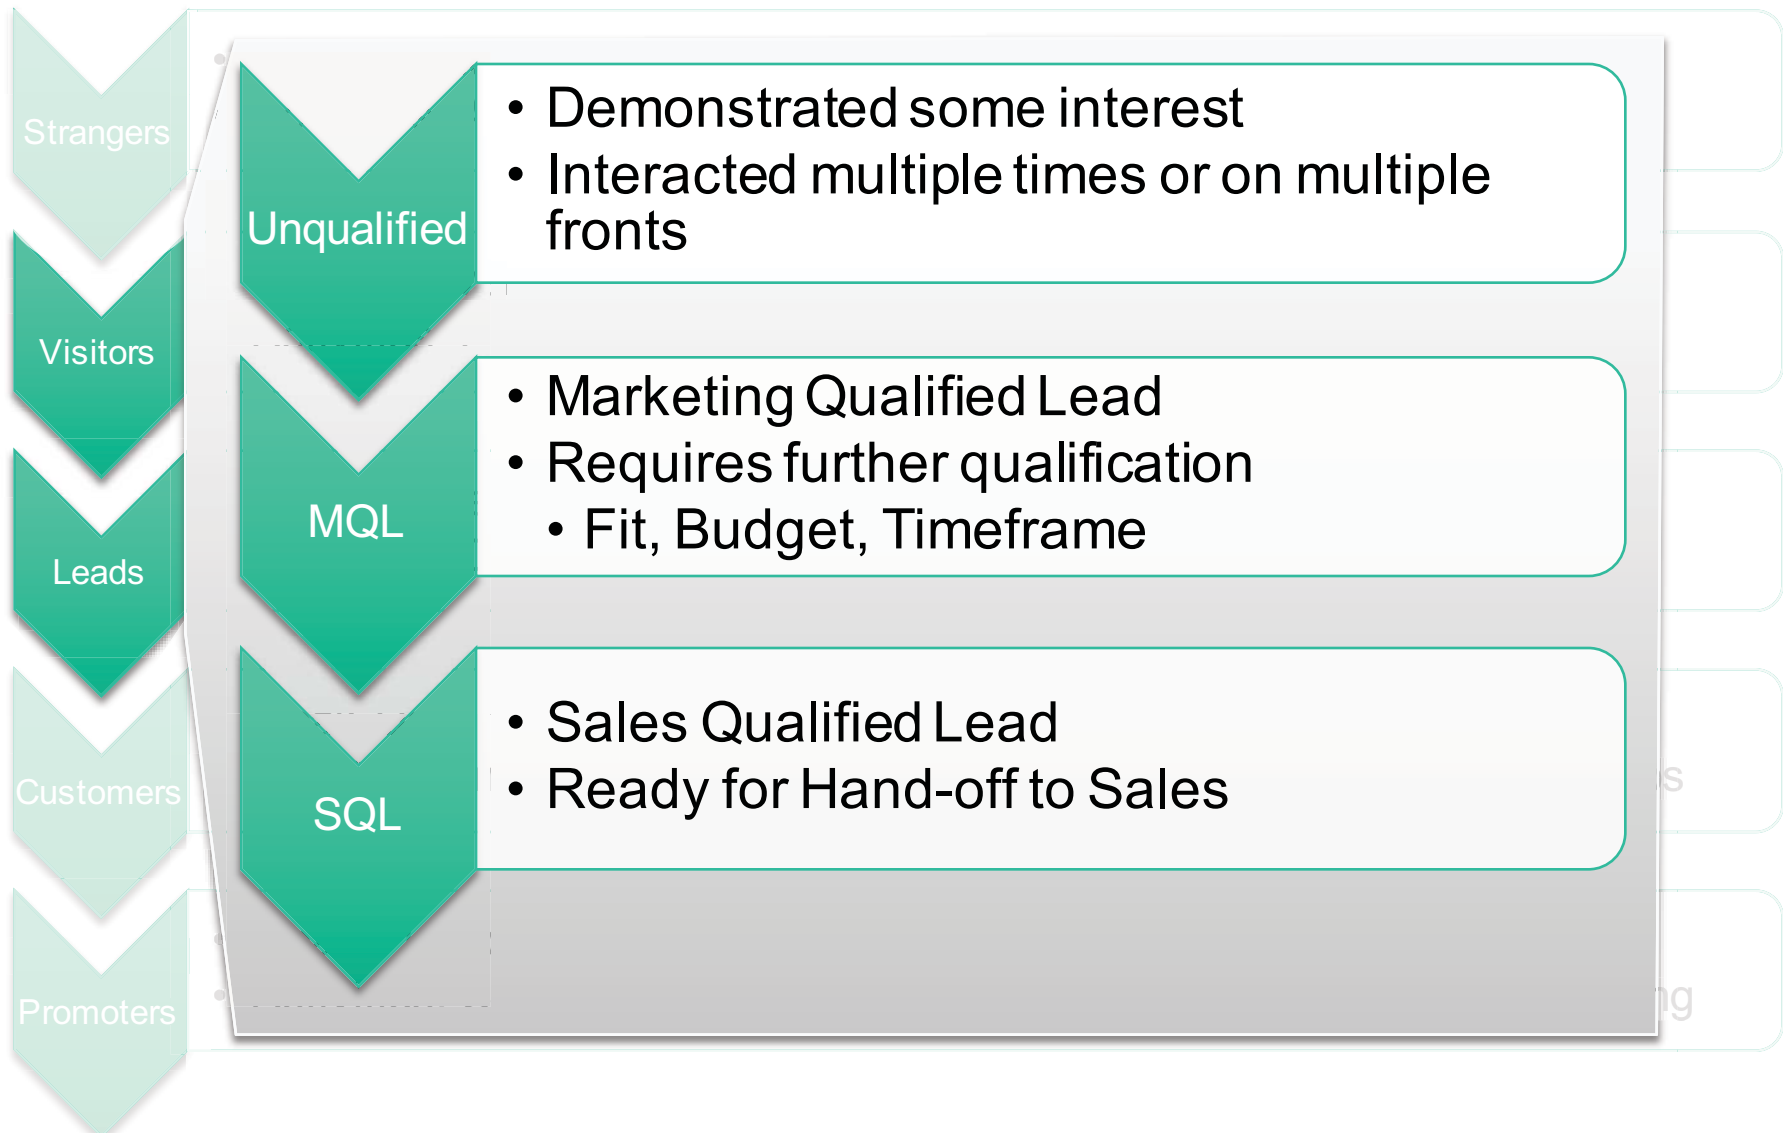 Strangers
Visitors
Leads
Customers
Promoters
Unqualified
• Demonstrated some interest
• Interacted multiple times or on multiple
fronts
MQL
• Marketing Qualified Lead
• Requires further qualification
• Fit, Budget, Timeframe
SQL
• Sales Qualified Lead
• Ready for Hand-off to Sales